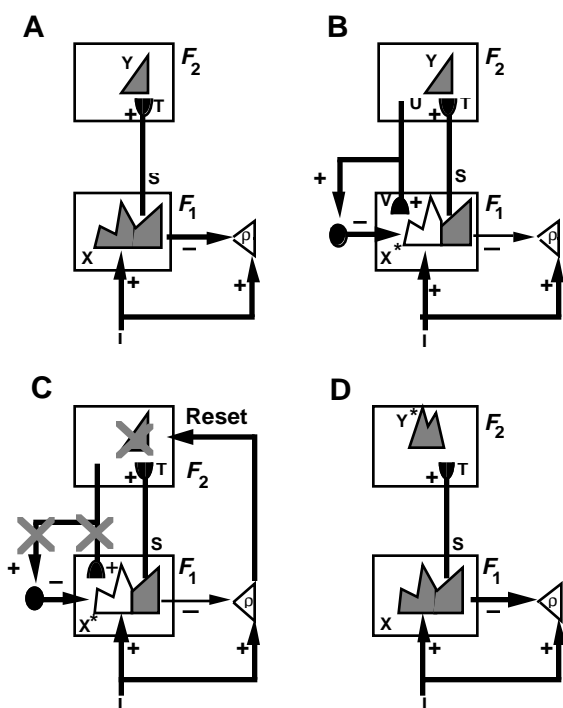 A
Y
F2
+
T
S
F1
ρ
X
−
+
+
I
B
Y
F2
U
+
T
+
S
V
+
F1
−
ρ
X*
−
+
+
I
C
Reset
+
T
F2
S
+
+
F1
−
ρ
X*
−
+
+
I
D
Y*
F2
+
T
S
F1
ρ
X
−
+
+
I